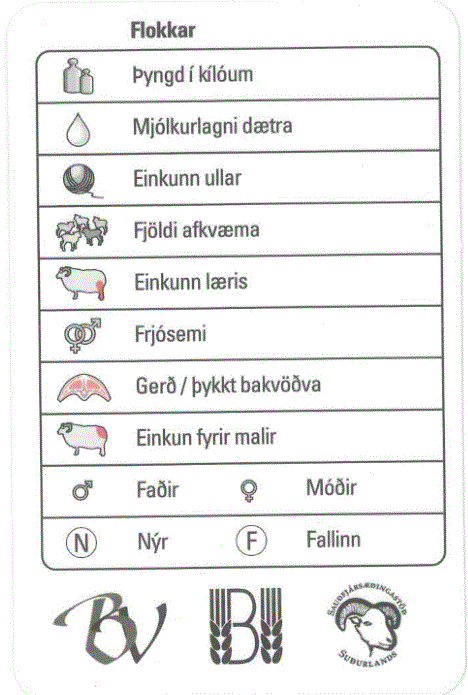 Flokkar
Þyngd í kílóum
Mjólkurlagni dætra
Einkunn ullar
Fjöldi afkvæma
Einkunn læris
Frjósemi
Gerð / þykkt bakvöðva
Einkun fyrir malir
♂ Faðir ♀ Móðir
N Nýr F Fallinn
BV
B
SAUÐFJÁRSÆÐINGASTÖÐ
SUÐURLANDS